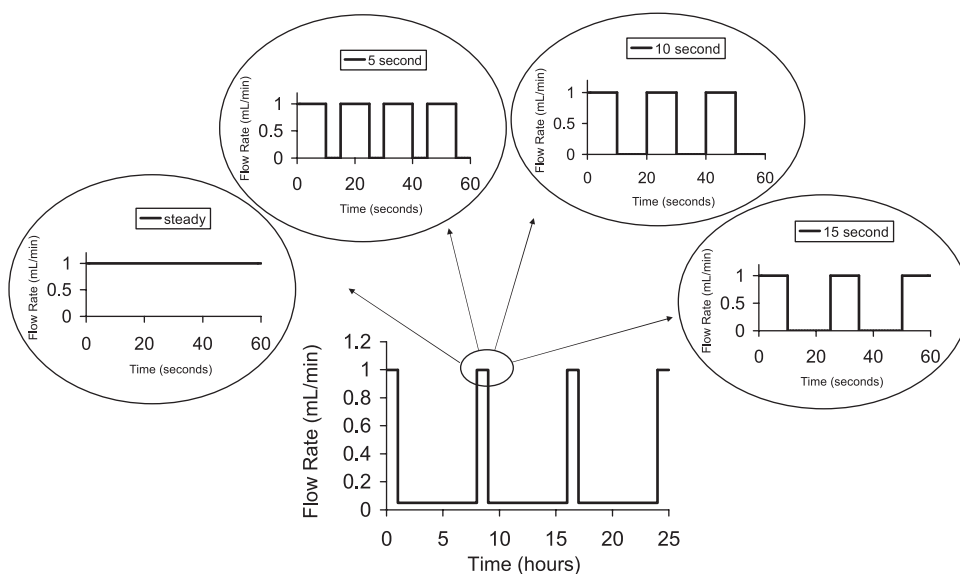 5 second
Flow Rate (mL/min)
1
0.5
0
0 20 40 60
Time (seconds)
10 second
Flow Rate (mL/min)
1
0.5
0
0 20 40 60
Time (seconds)
steady
Flow Rate (mL/min)
1
0.5
0
0 20 40 60
Time (seconds)
15 second
Flow Rate (mL/min)
1
0.5
0
0 20 40 60
Time (seconds)
Flow Rate (mL/min)
1.2
1
0.8
0.6
0.4
0.2
0
0 5 10 15 20 25
Time (hours)